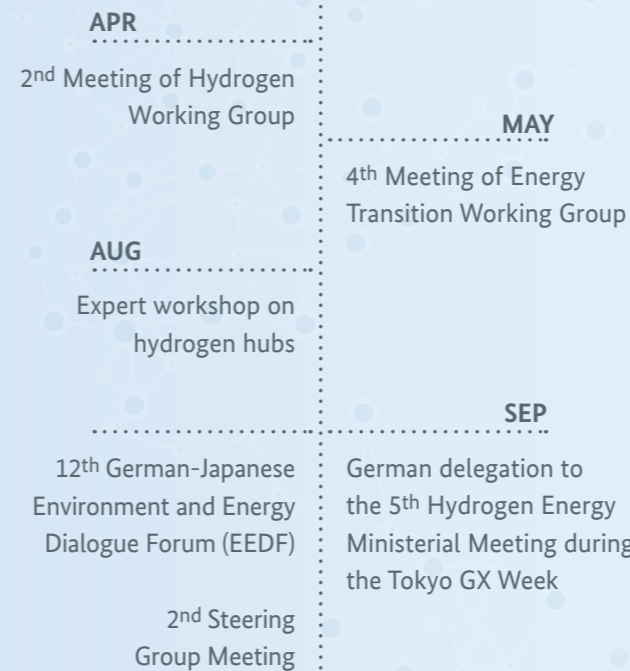 APR
2nd Meeting of Hydrogen
Working Group
MAY
4th Meeting of Energy
Transition Working Group
AUG
Expert workshop on
hydrogen hubs
SEP
12th German-Japanese
Environment and Energy
Dialogue Forum (EEDF)
2nd Steering
Group Meeting
German delegation to
the 5th Hydrogen Energy
Ministerial Meeting during
the Tokyo GX Week